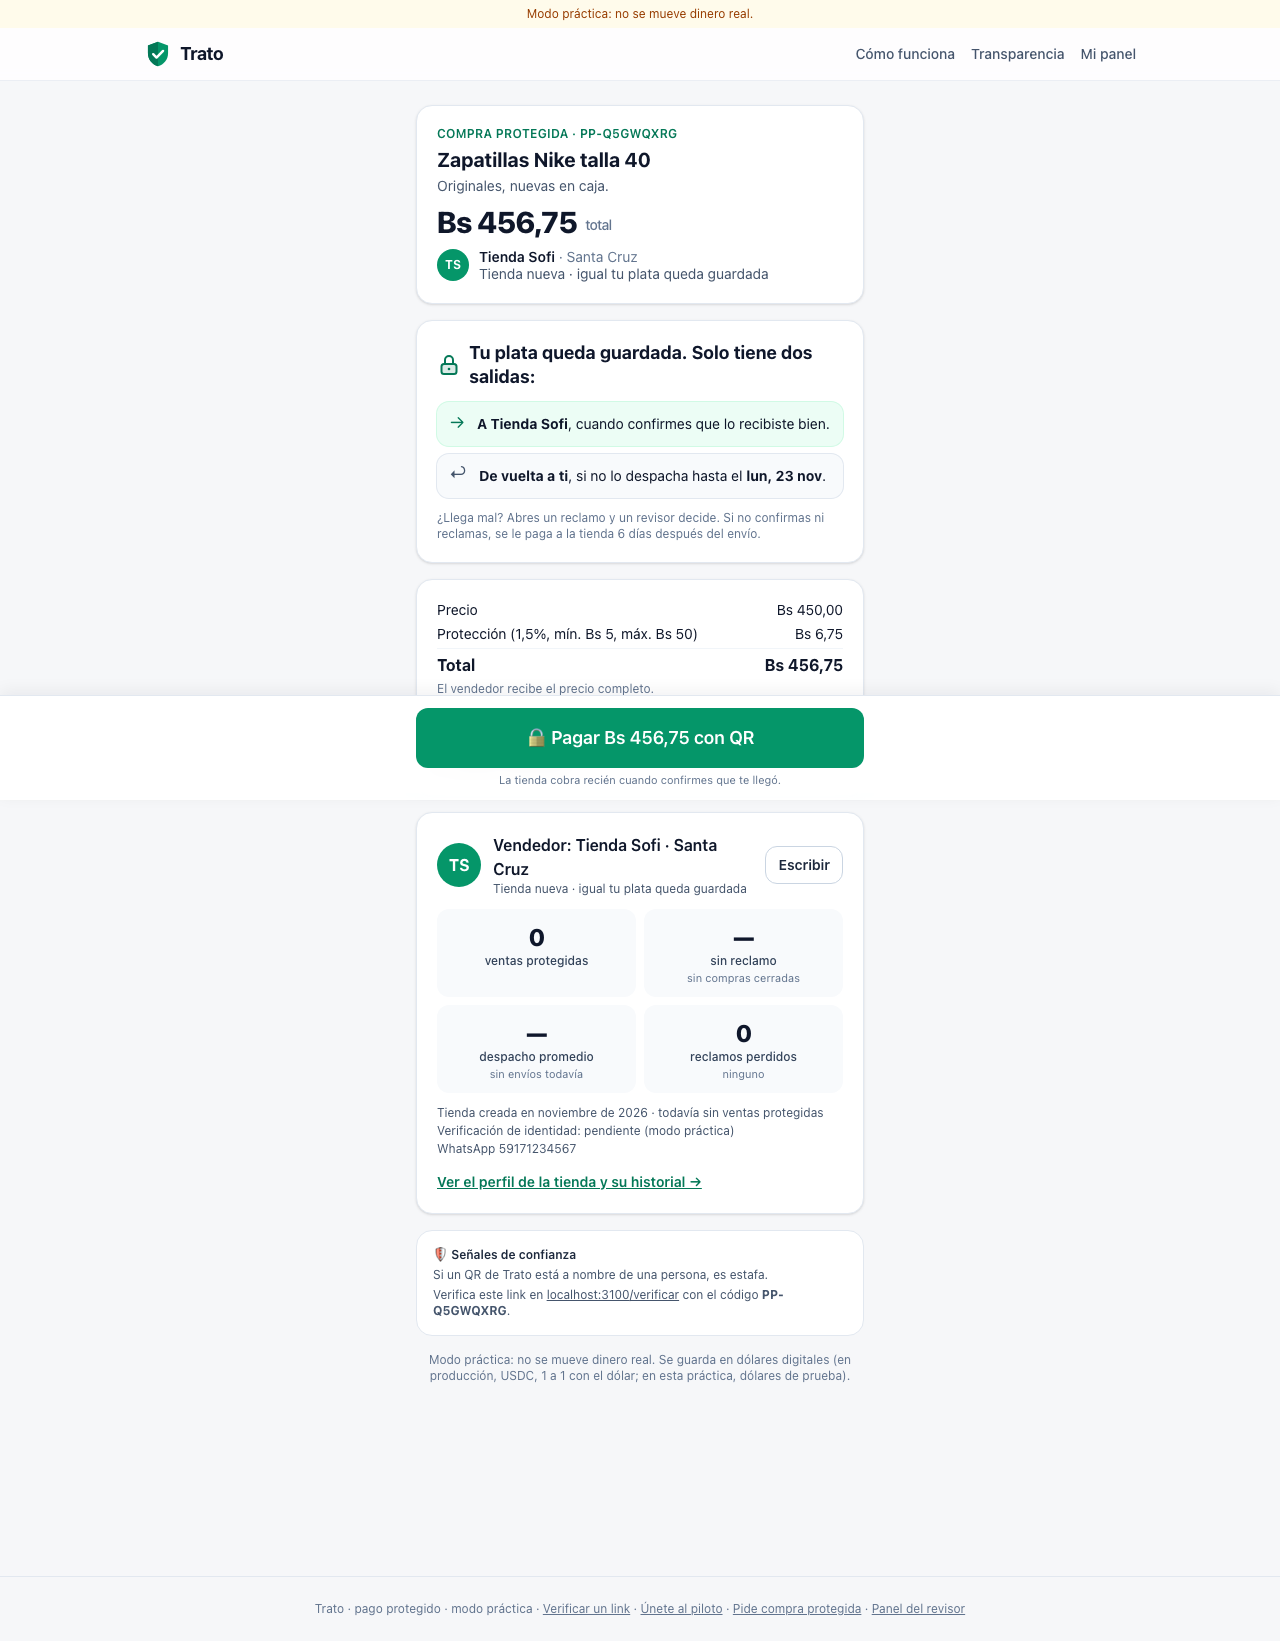 Modo práctica: no se mueve dinero real.
Trato
Cómo funciona Transparencia Mi panel
COMPRA PROTEGIDA · PP-Q5GWQXRG
Zapatillas Nike talla 40
Originales, nuevas en caja.
Bs 456,75 total
TS
Tienda Sofi · Santa Cruz
Tienda nueva · igual tu plata queda guardada
Tu plata queda guardada. Solo tiene dos
salidas:
→ A Tienda Sofi, cuando confirmes que lo recibiste bien.
De vuelta a ti, si no lo despacha hasta el lun, 23 nov.
¿Llega mal? Abres un reclamo y un revisor decide. Si no confirmas ni
reclamas, se le paga a la tienda 6 días después del envío.
Precio Bs 450,00
Protección (1,5%, mín. Bs 5, máx. Bs 50) Bs 6,75
Total Bs 456,75
El vendedor recibe el precio completo.
🔒 Pagar Bs 456,75 con QR
La tienda cobra recién cuando confirmes que te llegó.
TS
Vendedor: Tienda Sofi · Santa
Cruz
Tienda nueva · igual tu plata queda guardada
Escribir
0
ventas protegidas
—
sin reclamo
sin compras cerradas
—
despacho promedio
sin envíos todavía
0
reclamos perdidos
ninguno
Tienda creada en noviembre de 2026 · todavía sin ventas protegidas
Verificación de identidad: pendiente (modo práctica)
WhatsApp 59171234567
Ver el perfil de la tienda y su historial →
Señales de confianza
Si un QR de Trato está a nombre de una persona, es estafa.
Verifica este link en localhost:3100/verificar con el código PP-
Q5GWQXRG.
Modo práctica: no se mueve dinero real. Se guarda en dólares digitales (en
producción, USDC, 1 a 1 con el dólar; en esta práctica, dólares de prueba).
Trato · pago protegido · modo práctica · Verificar un link · Únete al piloto · Pide compra protegida · Panel del revisor